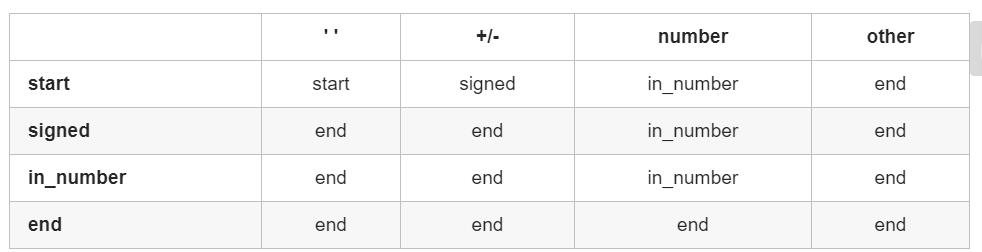 ' ' +/- number other
start start signed in_number end
signed end end in_number end
in_number end end in_number end
end end end end end